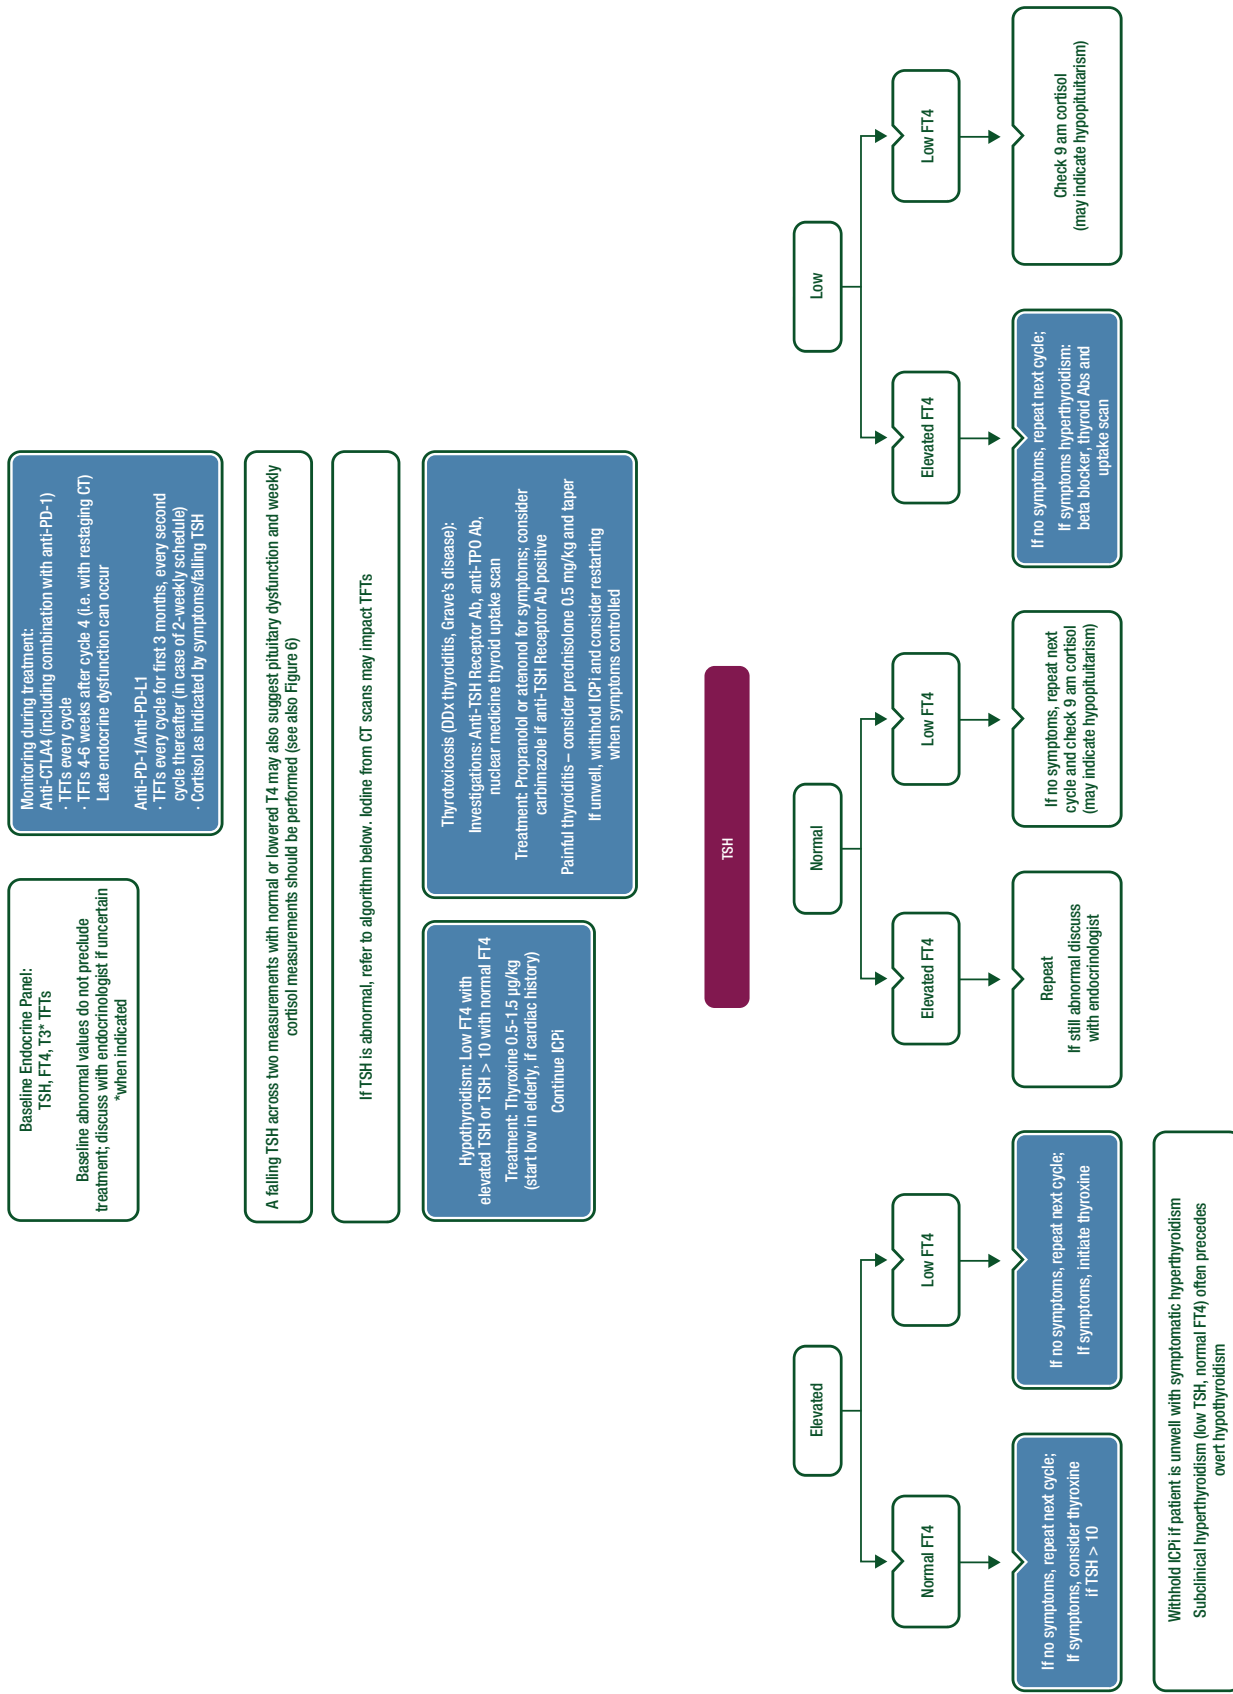 Baseline Endocrine Panel:
TSH, FT4, T3* TFTs
Baseline abnormal values do not preclude
treatment; discuss with endocrinologist if uncertain
*when indicated
Monitoring during treatment:
Anti-CTLA4 (including combination with anti-PD-1)
· TFTs every cycle
· TFTs 4-6 weeks after cycle 4 (i.e. with restaging CT)
Late endocrine dysfunction can occur
Anti-PD-1/Anti-PD-L1
· TFTs every cycle for first 3 months, every second
cycle thereafter (in case of 2-weekly schedule)
· Cortisol as indicated by symptoms/falling TSH
A falling TSH across two measurements with normal or lowered T4 may also suggest pituitary dysfunction and weekly
cortisol measurements should be performed (see also Figure 6)
If TSH is abnormal, refer to algorithm below. Iodine from CT scans may impact TFTs
Hypothyroidism: Low FT4 with
elevated TSH or TSH > 10 with normal FT4
Treatment: Thyroxine 0.5-1.5 µg/kg
(start low in elderly, if cardiac history)
Continue ICPi
Thyrotoxicosis (DDx thyroiditis, Grave's disease):
Investigations: Anti-TSH Receptor Ab, anti-TPO Ab,
nuclear medicine thyroid uptake scan
Treatment: Propranolol or atenonol for symptoms; consider
carbimazole if anti-TSH Receptor Ab positive
Painful thyroiditis – consider prednisolone 0.5 mg/kg and taper
If unwell, withhold ICPi and consider restarting
when symptoms controlled
TSH
Elevated
Normal
Low
Normal FT4
Low FT4
Elevated FT4
Low FT4
Elevated FT4
Low FT4
If no symptoms, repeat next cycle;
If symptoms, consider thyroxine
if TSH > 10
If no symptoms, repeat next cycle;
If symptoms, initiate thyroxine
Repeat
If still abnormal discuss
with endocrinologist
If no symptoms, repeat next
cycle and check 9 am cortisol
(may indicate hypopituitarism)
If no symptoms, repeat next cycle;
If symptoms hyperthyroidism:
beta blocker, thyroid Abs and
uptake scan
Check 9 am cortisol
(may indicate hypopituitarism)
Withhold ICPi if patient is unwell with symptomatic hyperthyroidism
Subclinical hyperthyroidism (low TSH, normal FT4) often precedes
overt hypothyroidism